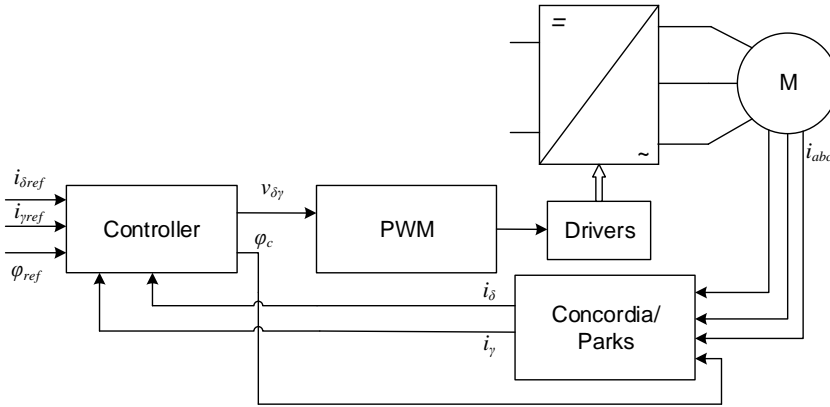 =
~
M
i_abc
i_δref
i_γref
φ_ref
Controller
v_δγ
φ_c
PWM
Drivers
i_δ
i_γ
Concordia/
Parks